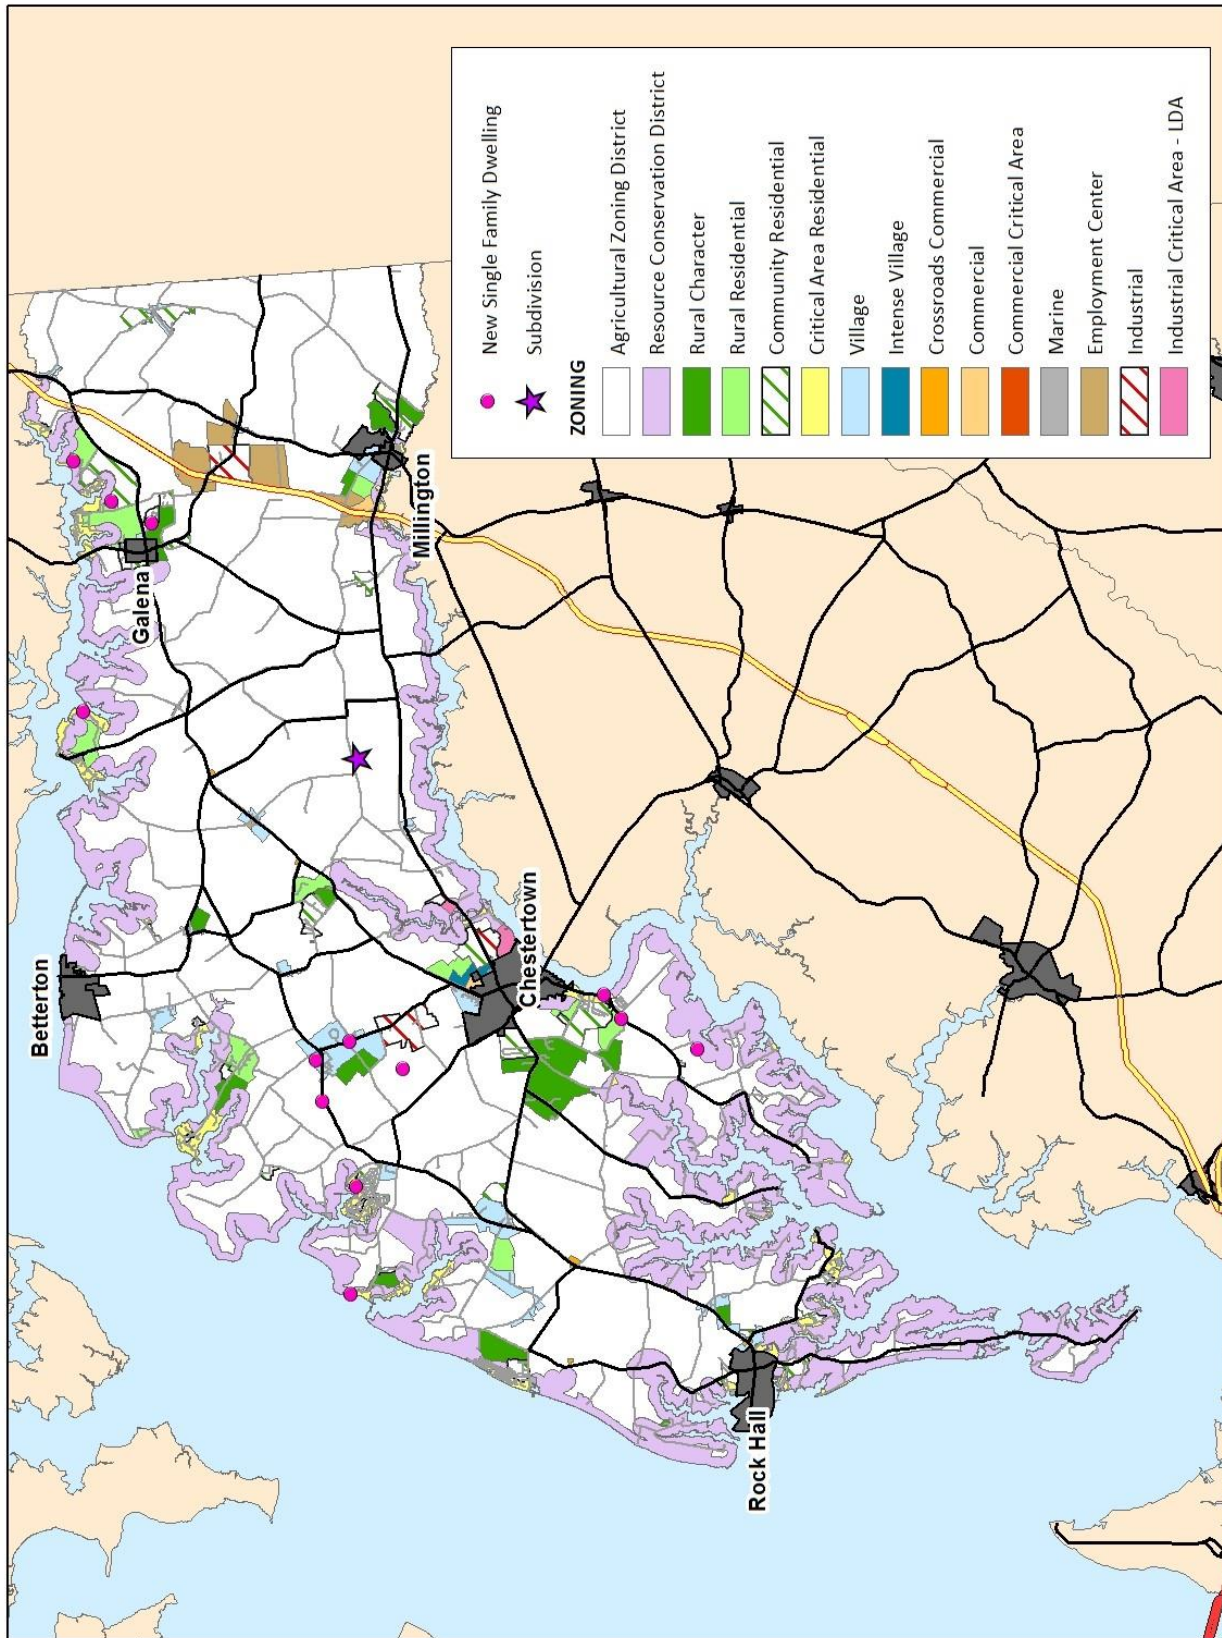 Betterton
Galena
Millington
Chestertown
Rock Hall
New Single Family Dwelling
Subdivision
ZONING
Agricultural Zoning District
Resource Conservation District
Rural Character
Rural Residential
Community Residential
Critical Area Residential
Village
Intense Village
Crossroads Commercial
Commercial
Commercial Critical Area
Marine
Employment Center
Industrial
Industrial Critical Area - LDA